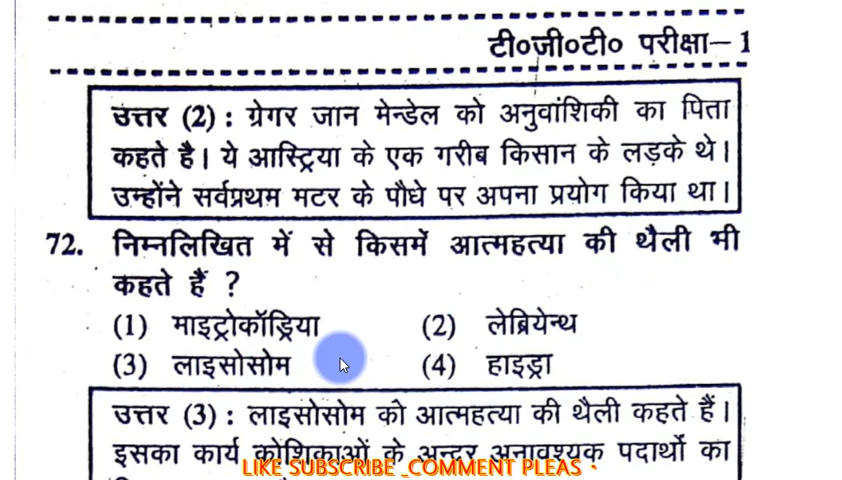 टी०जी०टी० परीक्षा–1
उत्तर (2) : ग्रेगर जान मेन्डेल को अनुवांशिकी का पिता
कहते है। ये आस्ट्रिया के एक गरीब किसान के लड़के थे।
उन्होंने सर्वप्रथम मटर के पौधे पर अपना प्रयोग किया था।
72. निम्नलिखित में से किसमें आत्महत्या की थैली भी
कहते हैं ?
(1) माइट्रोकॉड्रिया (2) लेब्रियेन्थ
(3) लाइसोसोम (4) हाइड्रा
उत्तर (3) : लाइसोसोम को आत्महत्या की थैली कहते हैं।
इसका कार्य कोशिकाओं के अन्दर अनावश्यक पदार्थों का
LIKE SUBSCRIBE _COMMENT PLEAS